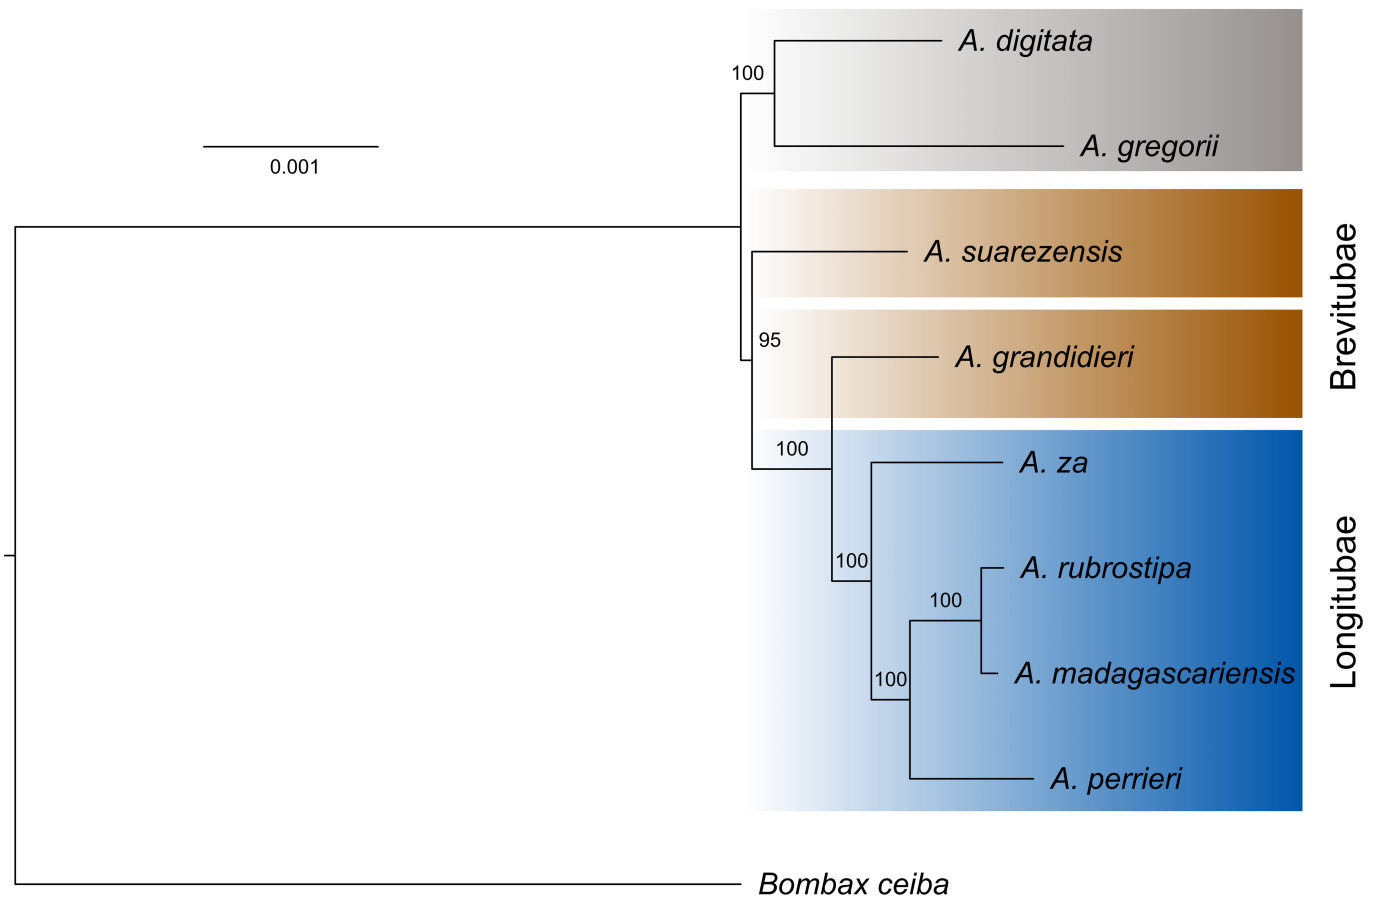 A. digitata
100
0.001
A. gregorii
A. suarezensis
Brevitubae
95
A. grandidieri
100
A. za
100
A. rubrostipa
100
Longitubae
A. madagascariensis
100
A. perrieri
Bombax ceiba